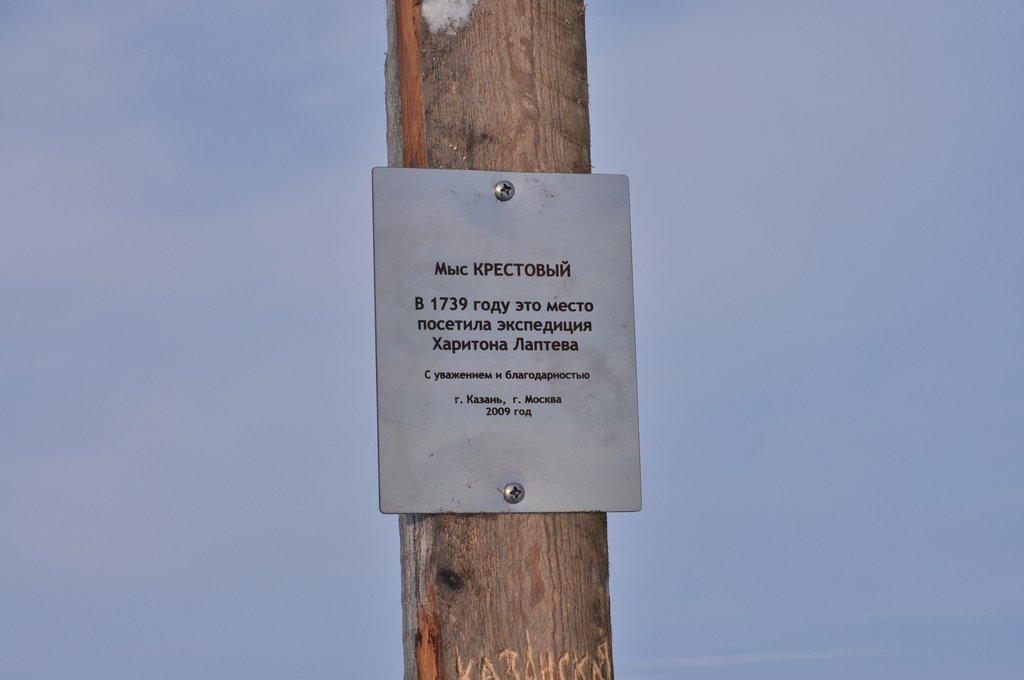 Мыс КРЕСТОВЫЙ
В 1739 году это место
посетила экспедиция
Харитона Лаптева
С уважением и благодарностью
г. Казань, г. Москва
2009 год